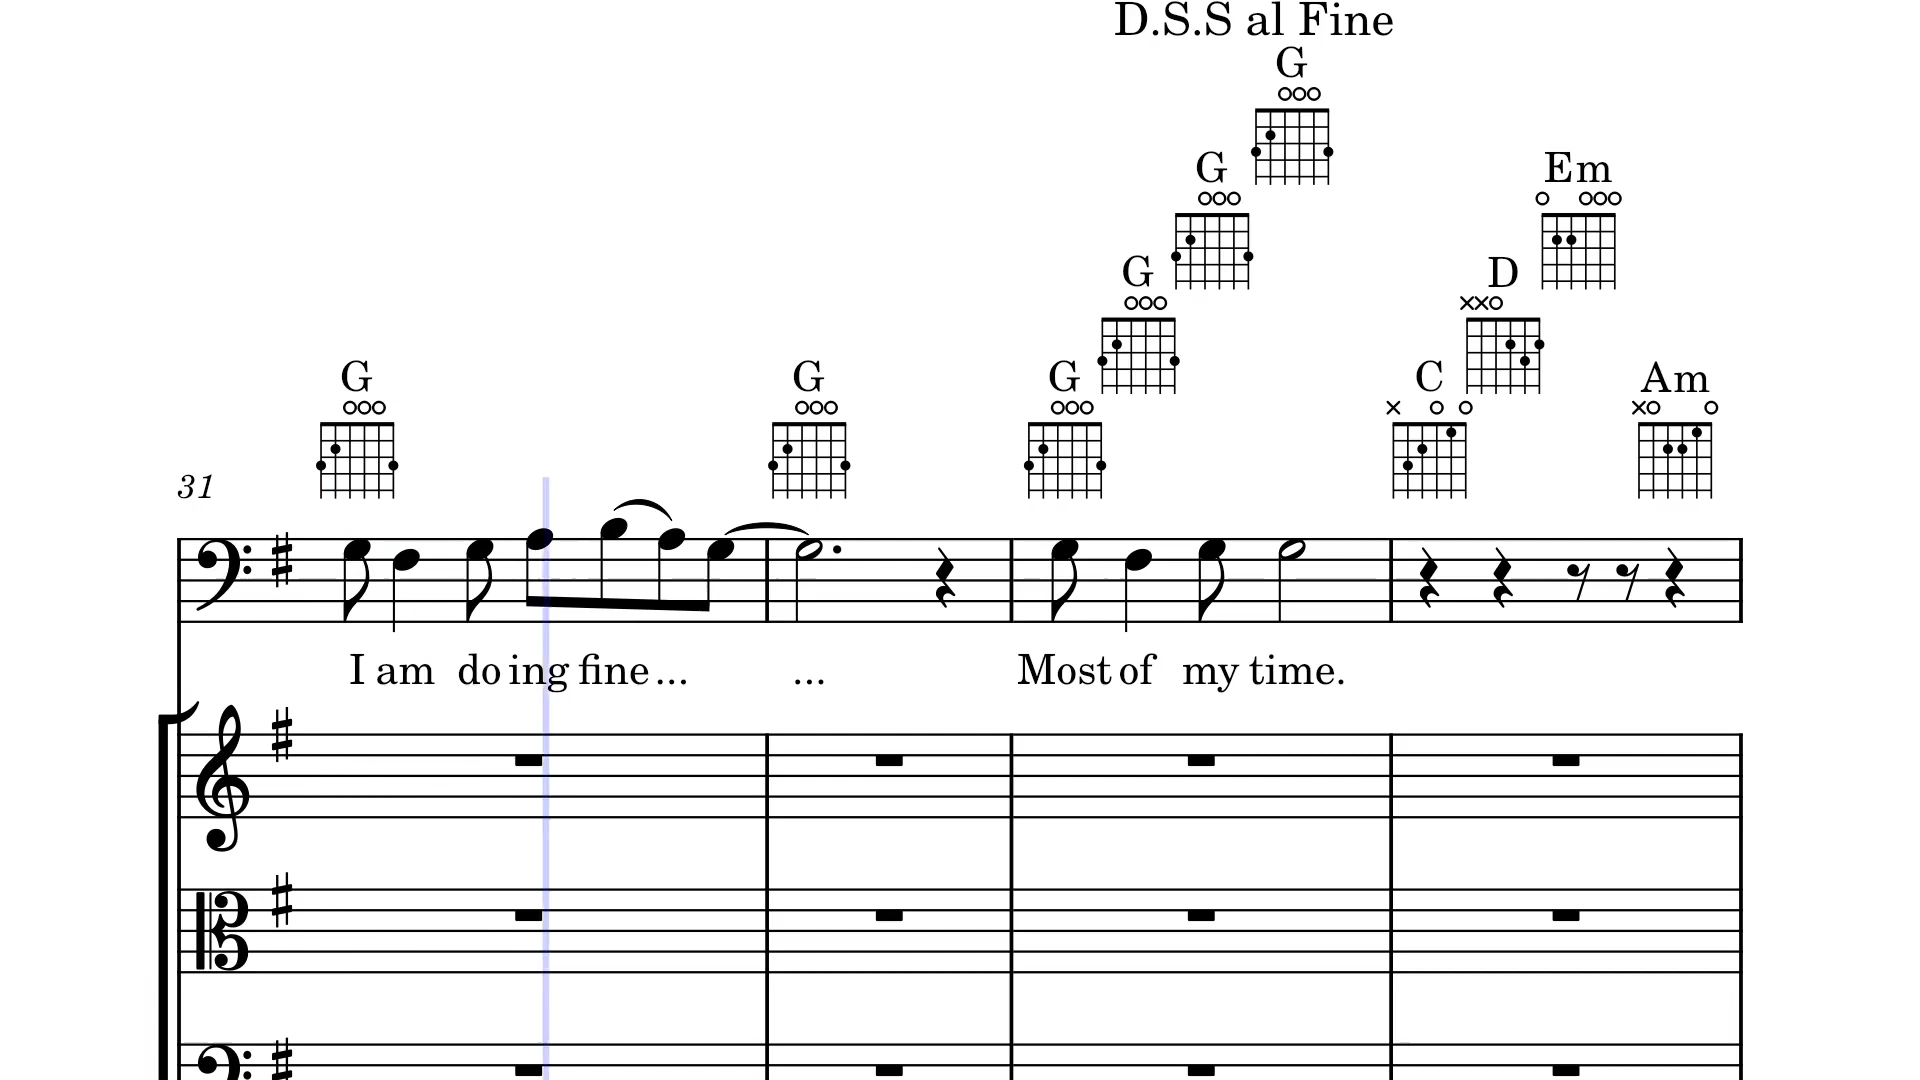 D.S.S al Fine
G
G Em
G D
G G G C Am
31
I am do ing fine... ... Most of my time.